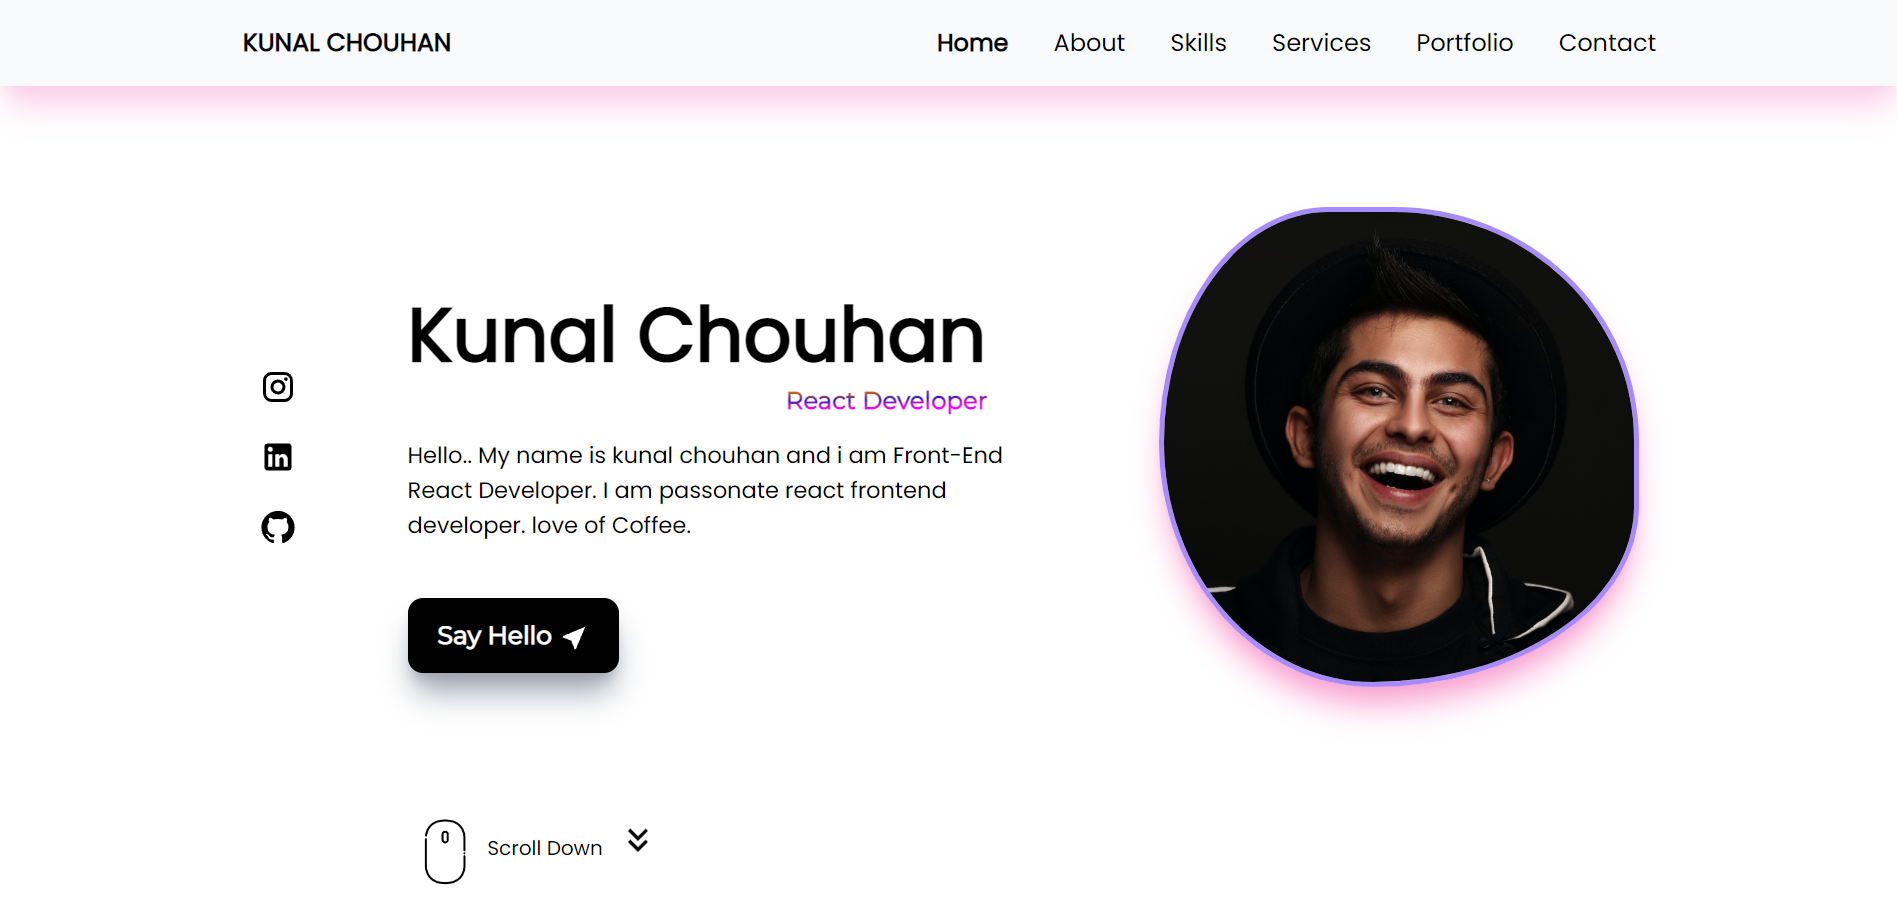 KUNAL CHOUHAN
Home About Skills Services Portfolio Contact
Kunal Chouhan
React Developer
Hello.. My name is kunal chouhan and i am Front-End
React Developer. I am passonate react frontend
developer. love of Coffee.
Say Hello
Scroll Down